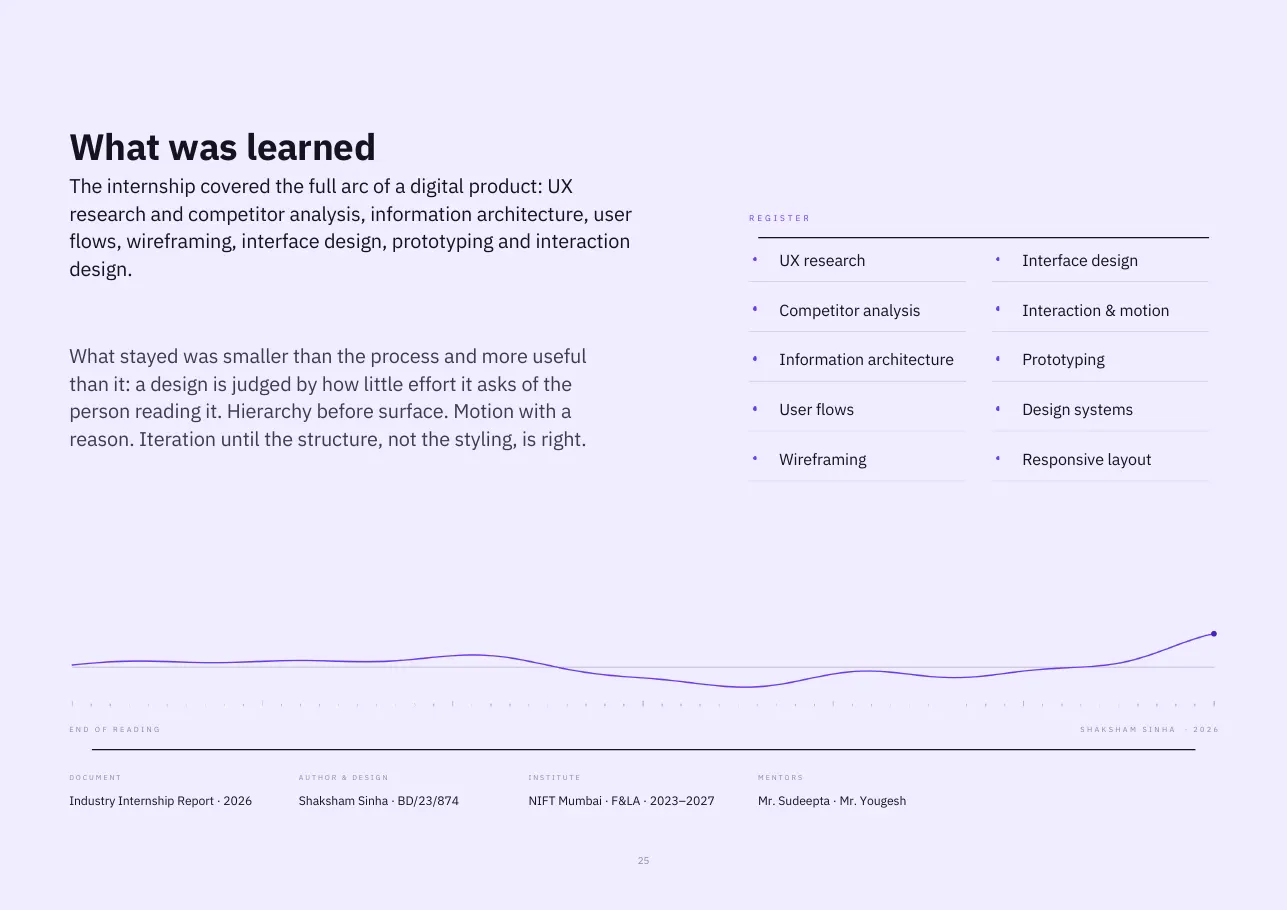 What was learned
The internship covered the full arc of a digital product: UX
research and competitor analysis, information architecture, user
flows, wireframing, interface design, prototyping and interaction
design.
What stayed was smaller than the process and more useful
than it: a design is judged by how little effort it asks of the
person reading it. Hierarchy before surface. Motion with a
reason. Iteration until the structure, not the styling, is right.
REGISTER
• UX research
• Competitor analysis
• Information architecture
• User flows
• Wireframing
• Interface design
• Interaction & motion
• Prototyping
• Design systems
• Responsive layout
END OF READING
SHAKSHAM SINHA · 2026
DOCUMENT
Industry Internship Report · 2026
AUTHOR & DESIGN
Shaksham Sinha · BD/23/874
INSTITUTE
NIFT Mumbai · F&LA · 2023–2027
MENTORS
Mr. Sudeepta · Mr. Yougesh
25